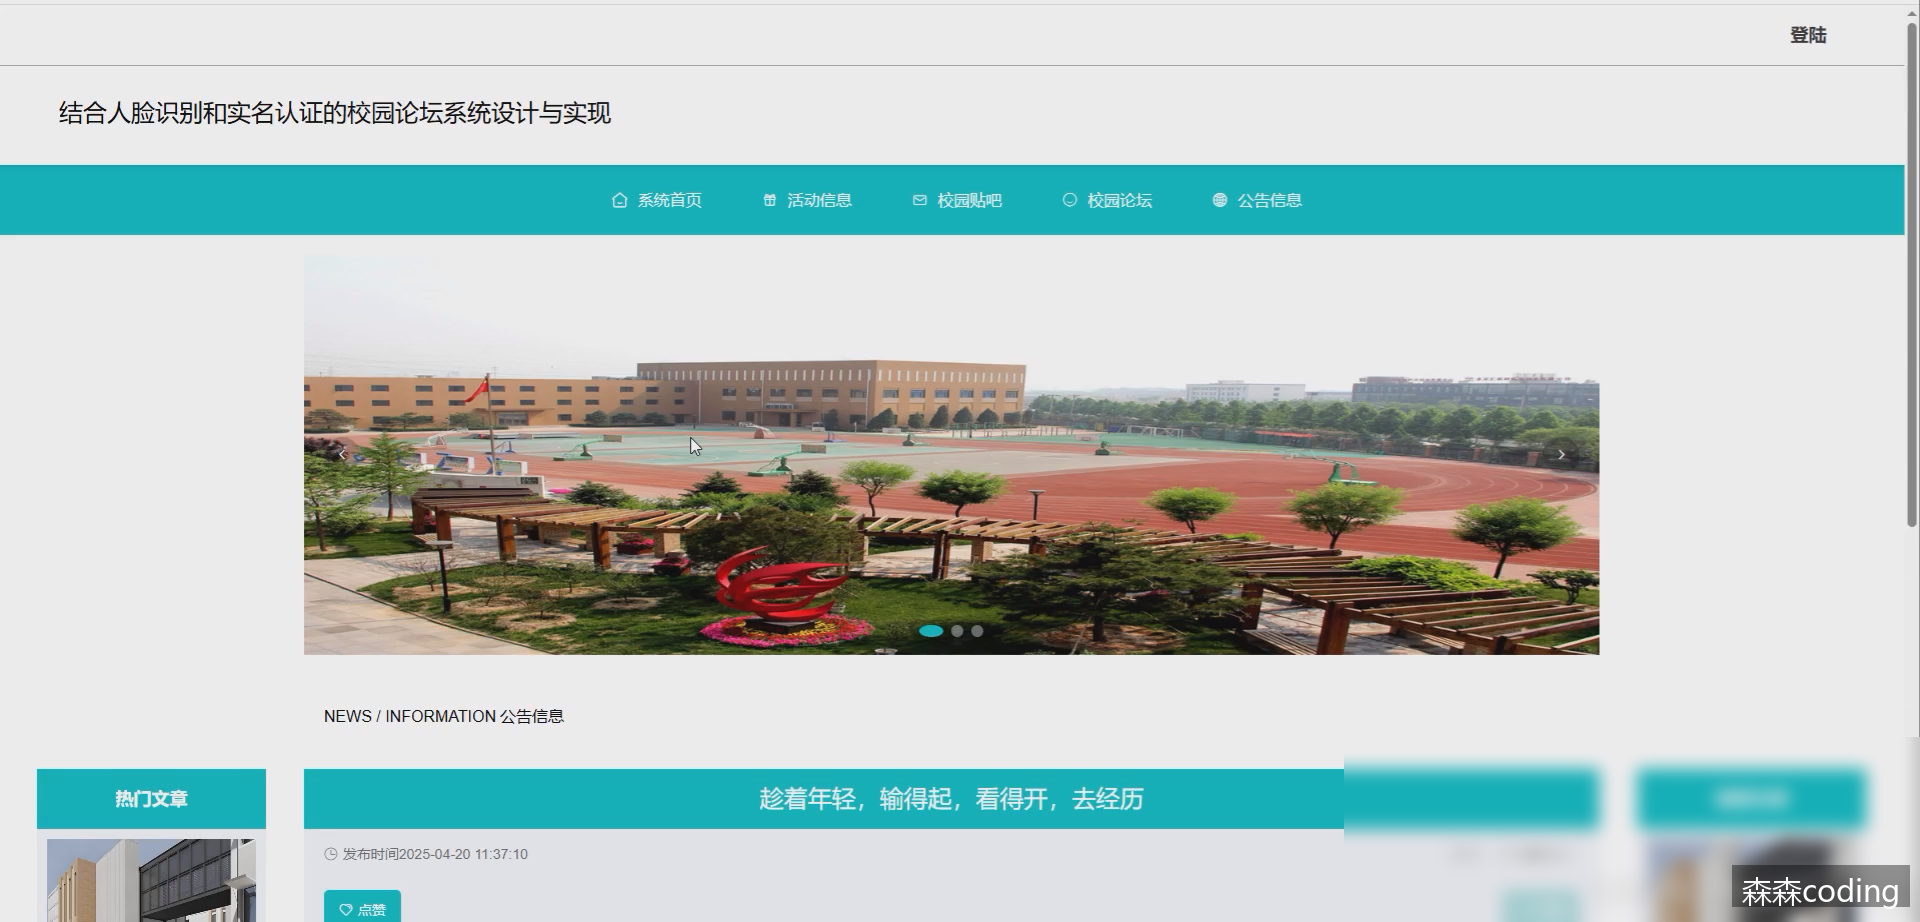 登陆
结合人脸识别和实名认证的校园论坛系统设计与实现
系统首页 活动信息 校园贴吧 校园论坛 公告信息
NEWS / INFORMATION 公告信息
热门文章
趁着年轻，输得起，看得开，去经历
发布时间2025-04-20 11:37:10
点赞
森森coding